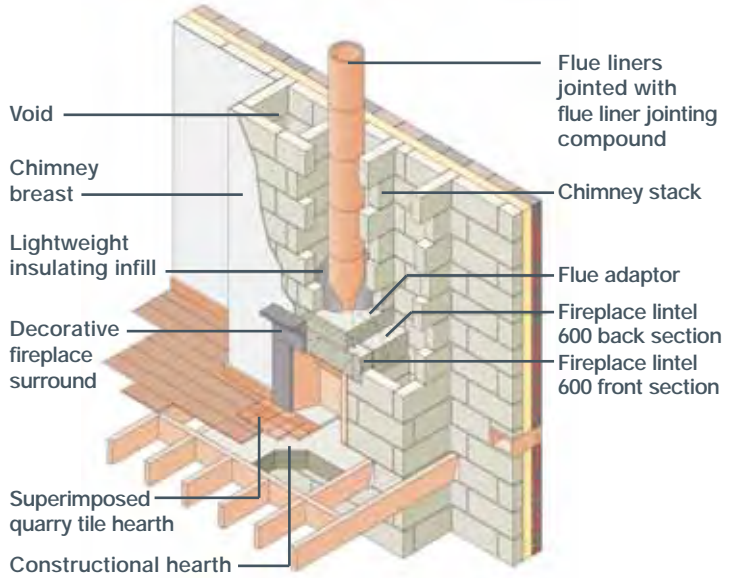 Void
Chimney
breast
Lightweight
insulating infill
Decorative
fireplace
surround
Superimposed
quarry tile hearth
Constructional hearth
Flue liners
jointed with
flue liner jointing
compound
Chimney stack
Flue adaptor
Fireplace lintel
600 back section
Fireplace lintel
600 front section